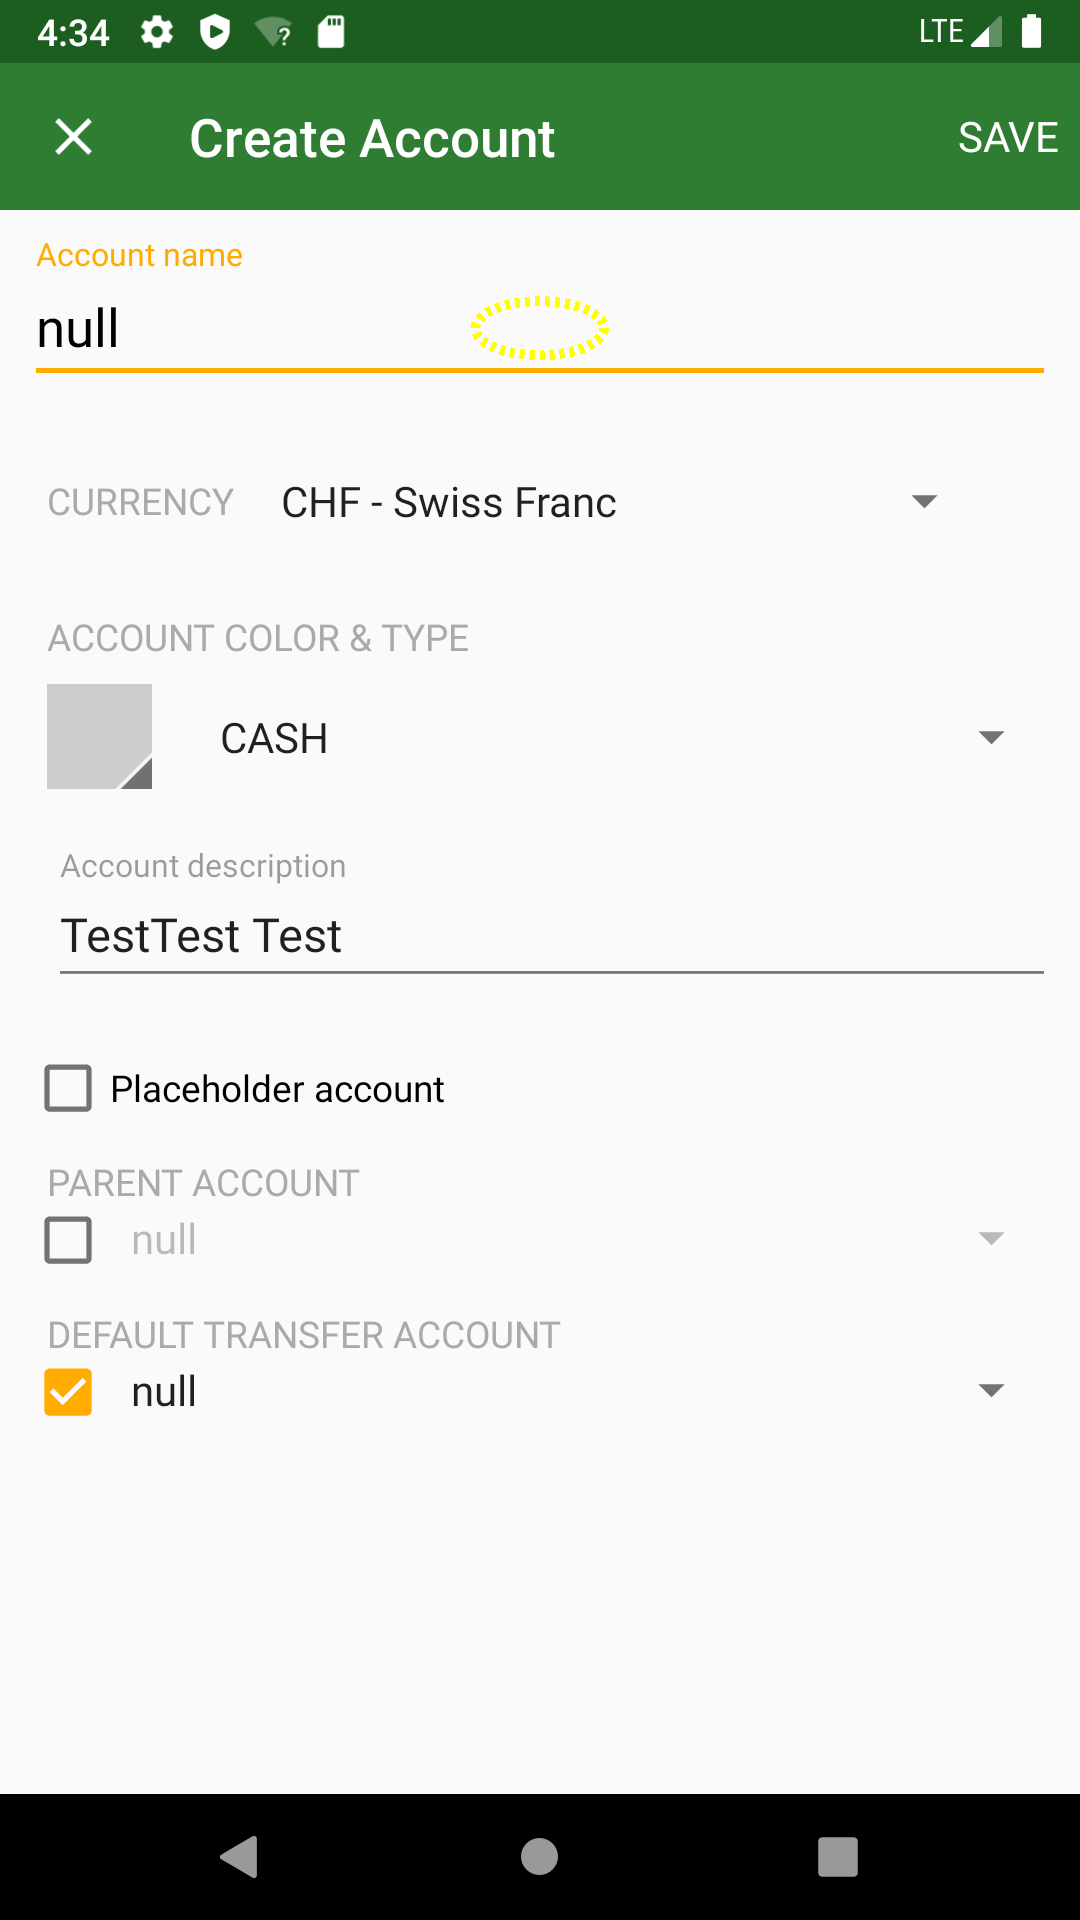 4:34
LTE
Create Account
SAVE
Account name
null
CURRENCY CHF - Swiss Franc
ACCOUNT COLOR & TYPE
CASH
Account description
TestTest Test
Placeholder account
PARENT ACCOUNT
null
DEFAULT TRANSFER ACCOUNT
null